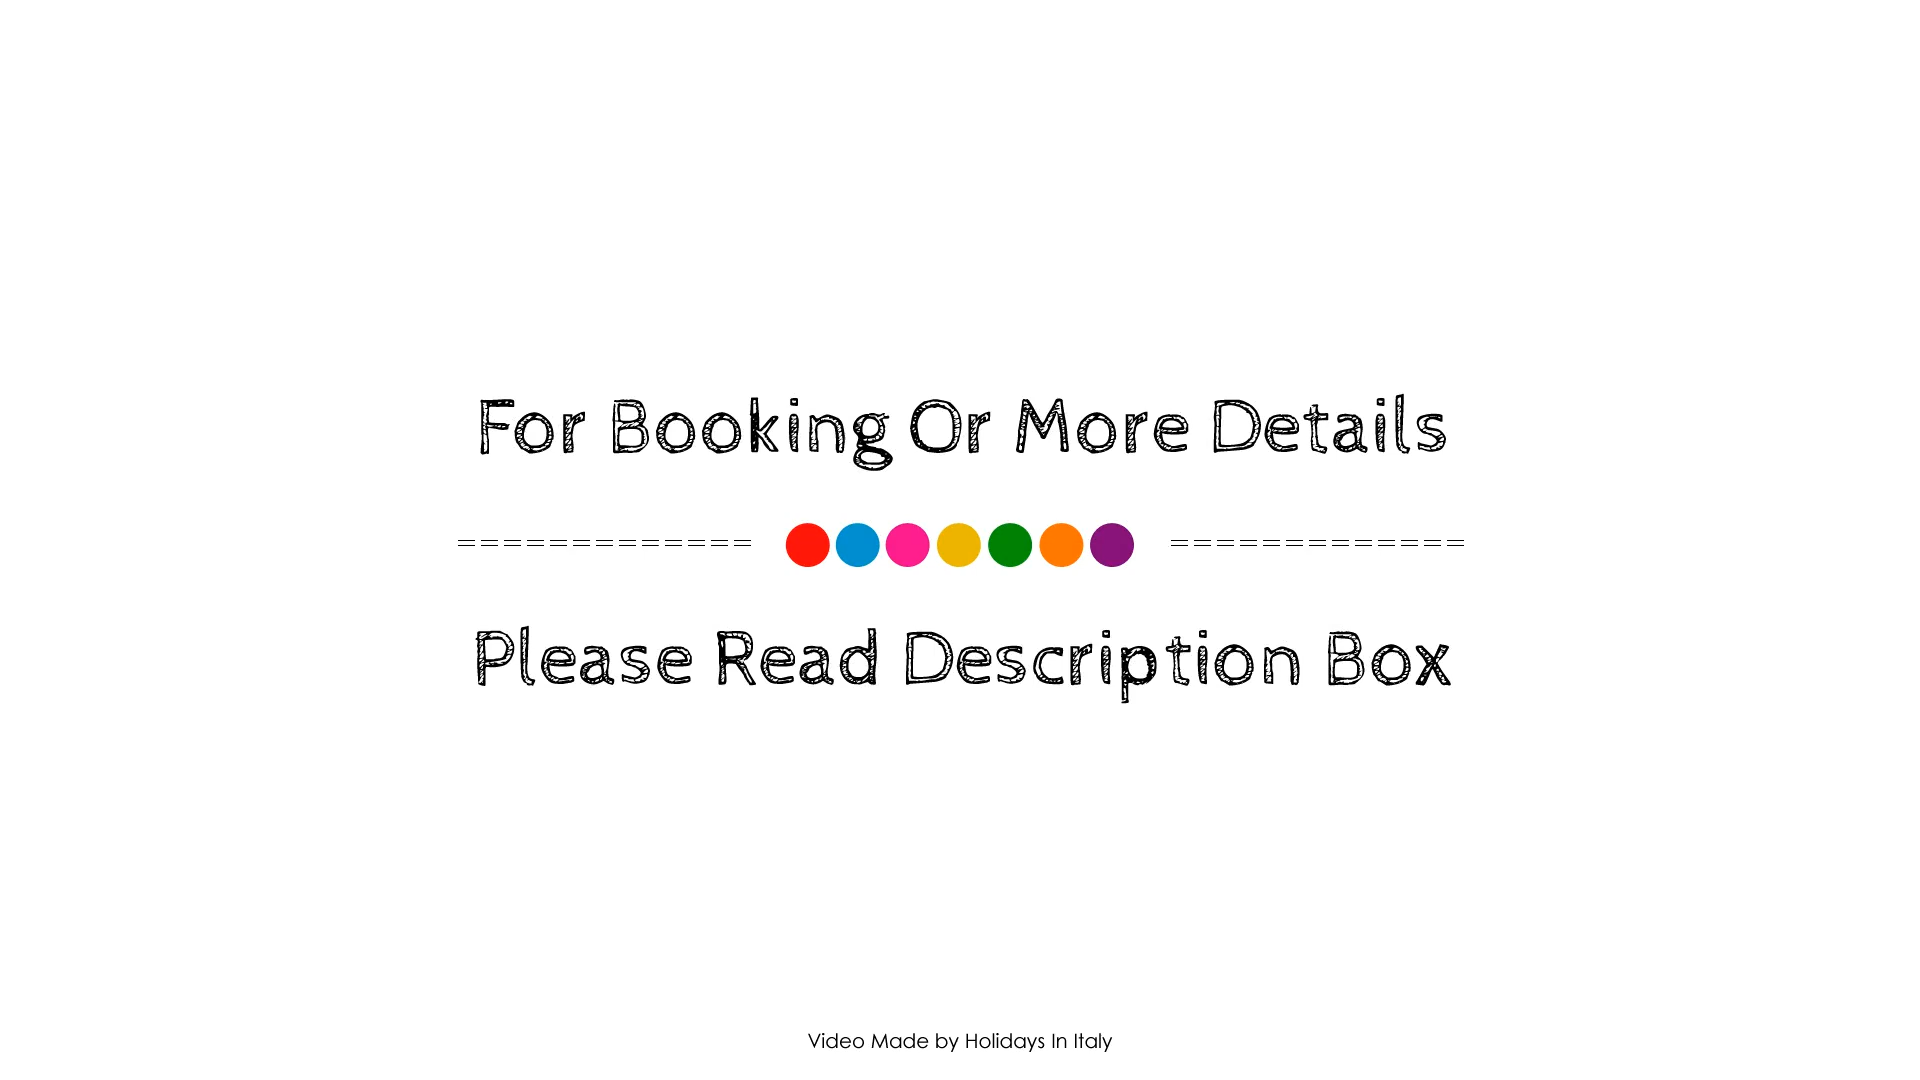 For Booking Or More Details
============= =============
Please Read Description Box
Video Made by Holidays In Italy